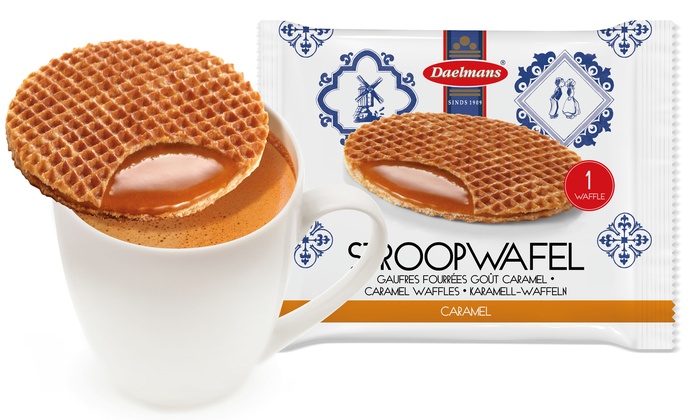 Daelmans®
SINDS 1909
1
WAFFLE
STROOPWAFEL
GAUFRES FOURRÉES GOÛT CARAMEL •
CARAMEL WAFFLES • KARAMELL-WAFFELN
CARAMEL